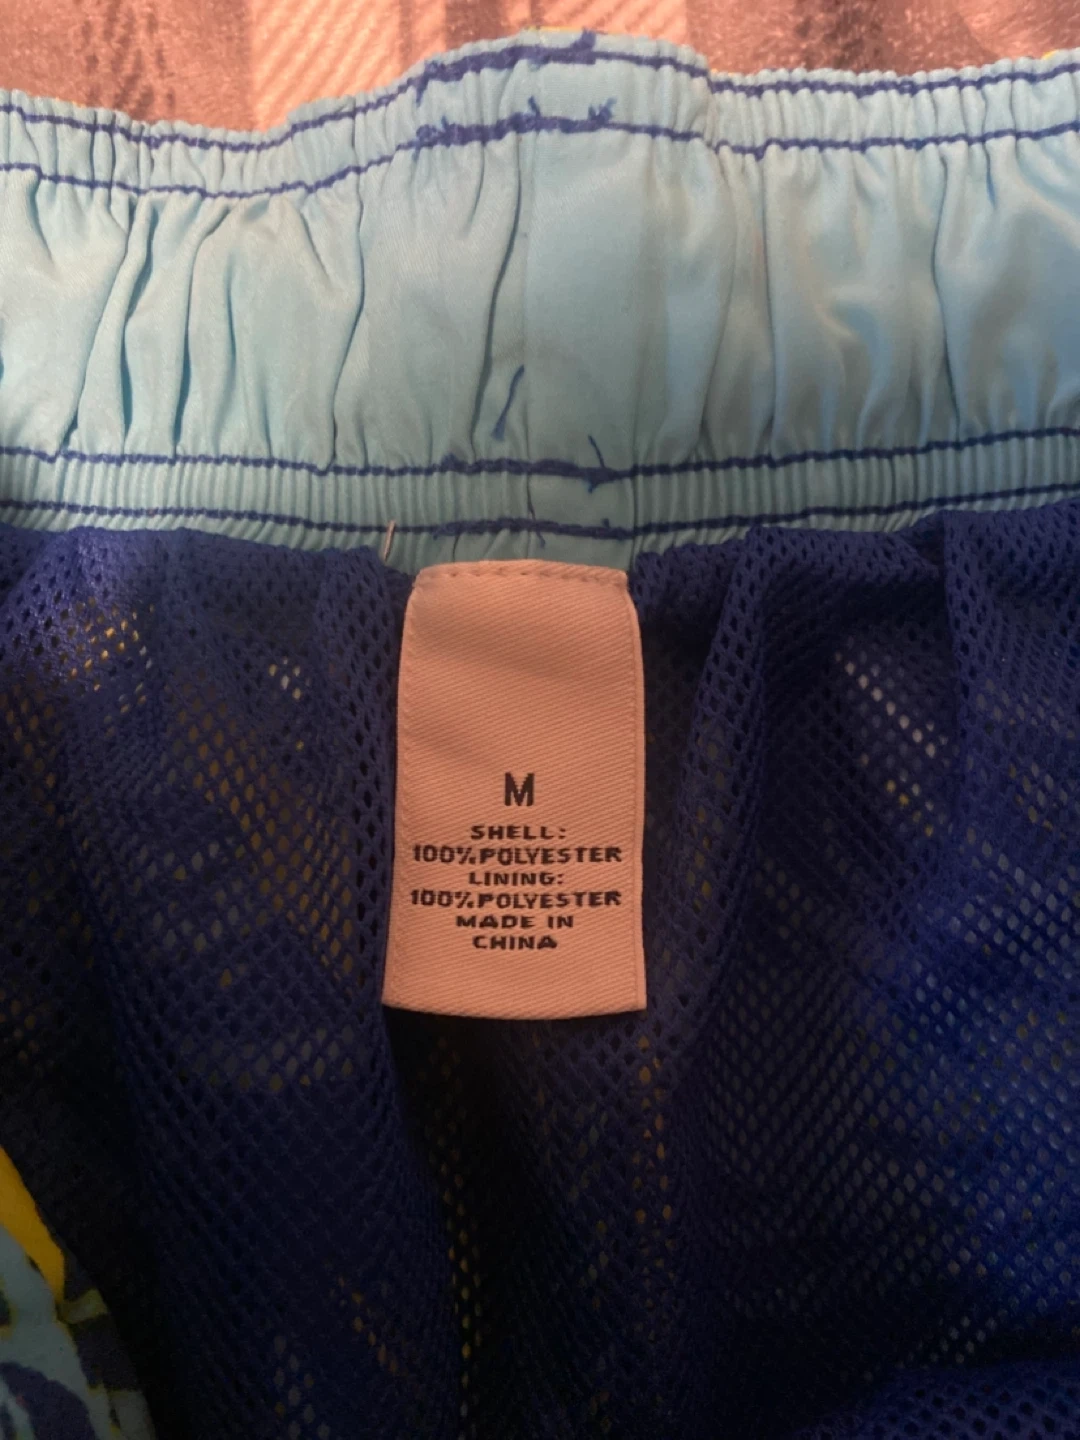 M
SHELL:
100%POLYESTER
LINING:
100%POLYESTER
MADE IN
CHINA